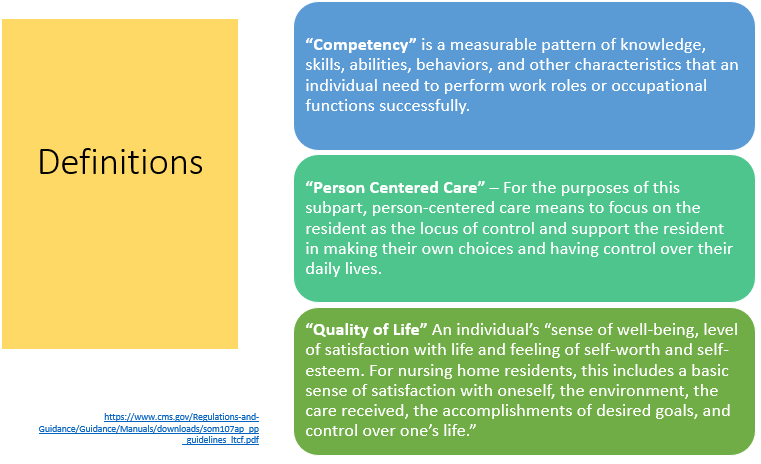 Definitions
“Competency” is a measurable pattern of knowledge,
skills, abilities, behaviors, and other characteristics that an
individual need to perform work roles or occupational
functions successfully.
“Person Centered Care” – For the purposes of this
subpart, person-centered care means to focus on the
resident as the locus of control and support the resident
in making their own choices and having control over their
daily lives.
“Quality of Life” An individual’s “sense of well-being, level
of satisfaction with life and feeling of self-worth and self-
esteem. For nursing home residents, this includes a basic
sense of satisfaction with oneself, the environment, the
care received, the accomplishments of desired goals, and
control over one’s life.”
https://www.cms.gov/Regulations-and-
Guidance/Guidance/Manuals/downloads/som107ap_pp
_guidelines_ltcf.pdf